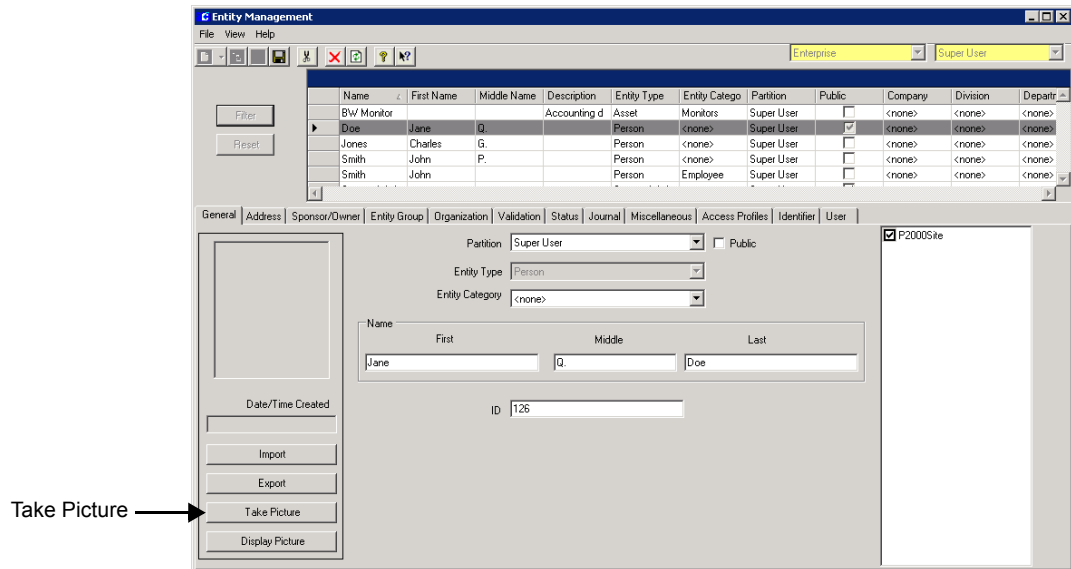 Entity Management
File View Help
Enterprise Super User
Name First Name Middle Name Description Entity Type Entity Catego Partition Public Company Division Departr
BW Monitor Accounting d Asset Monitors Super User <none> <none> <none>
Doe Jane Q. Person <none> Super User <none> <none> <none>
Jones Charles G. Person <none> Super User <none> <none> <none>
Smith John P. Person <none> Super User <none> <none> <none>
Smith John Person Employee Super User <none> <none> <none>
Filter
Reset
General Address Sponsor/Owner Entity Group Organization Validation Status Journal Miscellaneous Access Profiles Identifier User
Partition Super User Public
P2000Site
Entity Type Person
Entity Category <none>
Name
First Middle Last
Jane Q. Doe
Date/Time Created
ID 126
Import
Export
Take Picture Take Picture
Display Picture